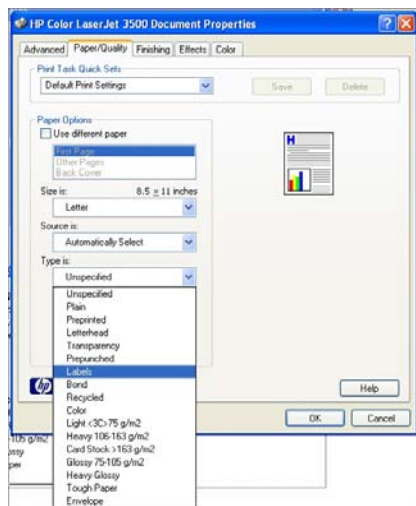 HP Color LaserJet 3500 Document Properties
Advanced Paper/Quality Finishing Effects Color
Print Task Quick Sets
Default Print Settings Save Delete
Paper Options
Use different paper
First Page
Other Pages
Back Cover
Size is: 8.5 × 11 inches
Letter
Source is:
Automatically Select
Type is:
Unspecified
Unspecified
Plain
Preprinted
Letterhead
Transparency
Prepunched
Labels
Bond
Recycled
Color
Light <3C>75 g/m2
Heavy 106-163 g/m2
Card Stock >163 g/m2
Glossy 75-105 g/m2
Heavy Glossy
Tough Paper
Envelope
H
hp
Help
OK Cancel
-105 g/m2
ossy
per